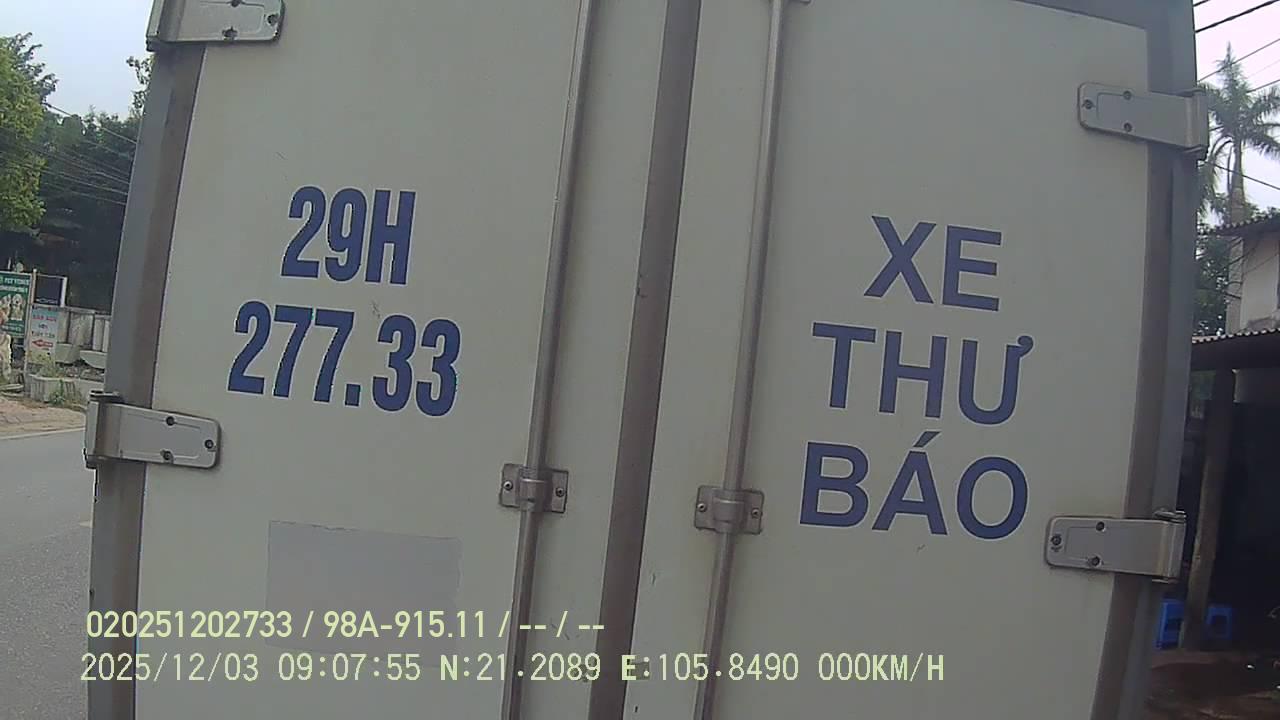 29H
277.33
XE
THƯ
BÁO
020251202733 / 98A-915.11 / -- / --
2025/12/03 09:07:55 N:21.2089 E:105.8490 000KM/H